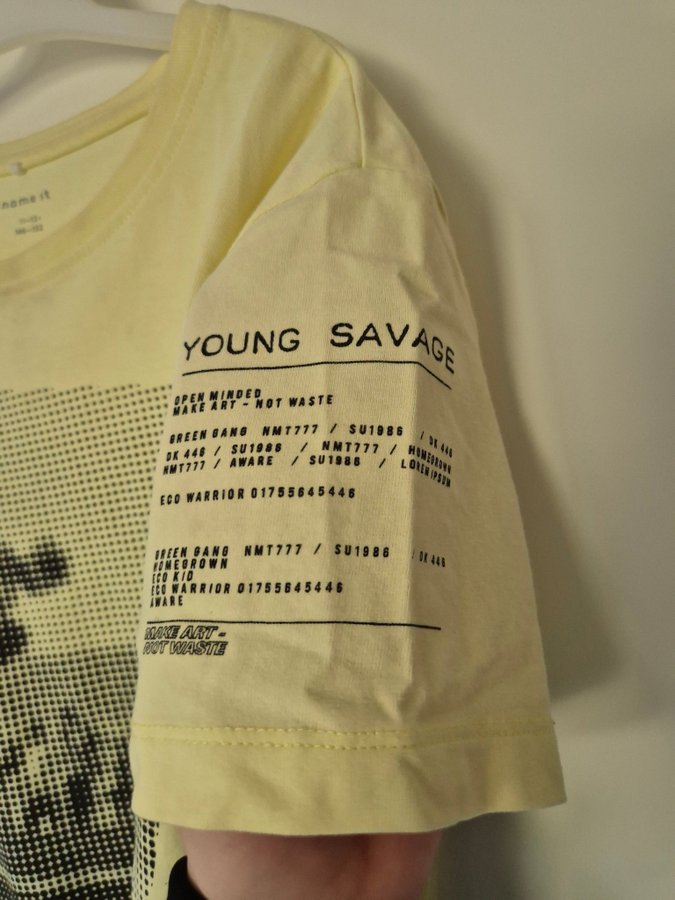 name it
YOUNG SAVAGE
OPEN MINDED
MAKE ART - NOT WASTE
GREEN GANG NMT777 / SU1986 / DK 446
DK 446 / SU1986 / NMT777 / HOMEGROWN
NMT777 / AWARE / SU1986 / LOREM IPSUM
ECO WARRIOR 01755645446
GREEN GANG NMT777 / SU1986 / DK 446
HOMEGROWN
ECO KID
ECO WARRIOR 01755645446
AWARE
MAKE ART -
NOT WASTE